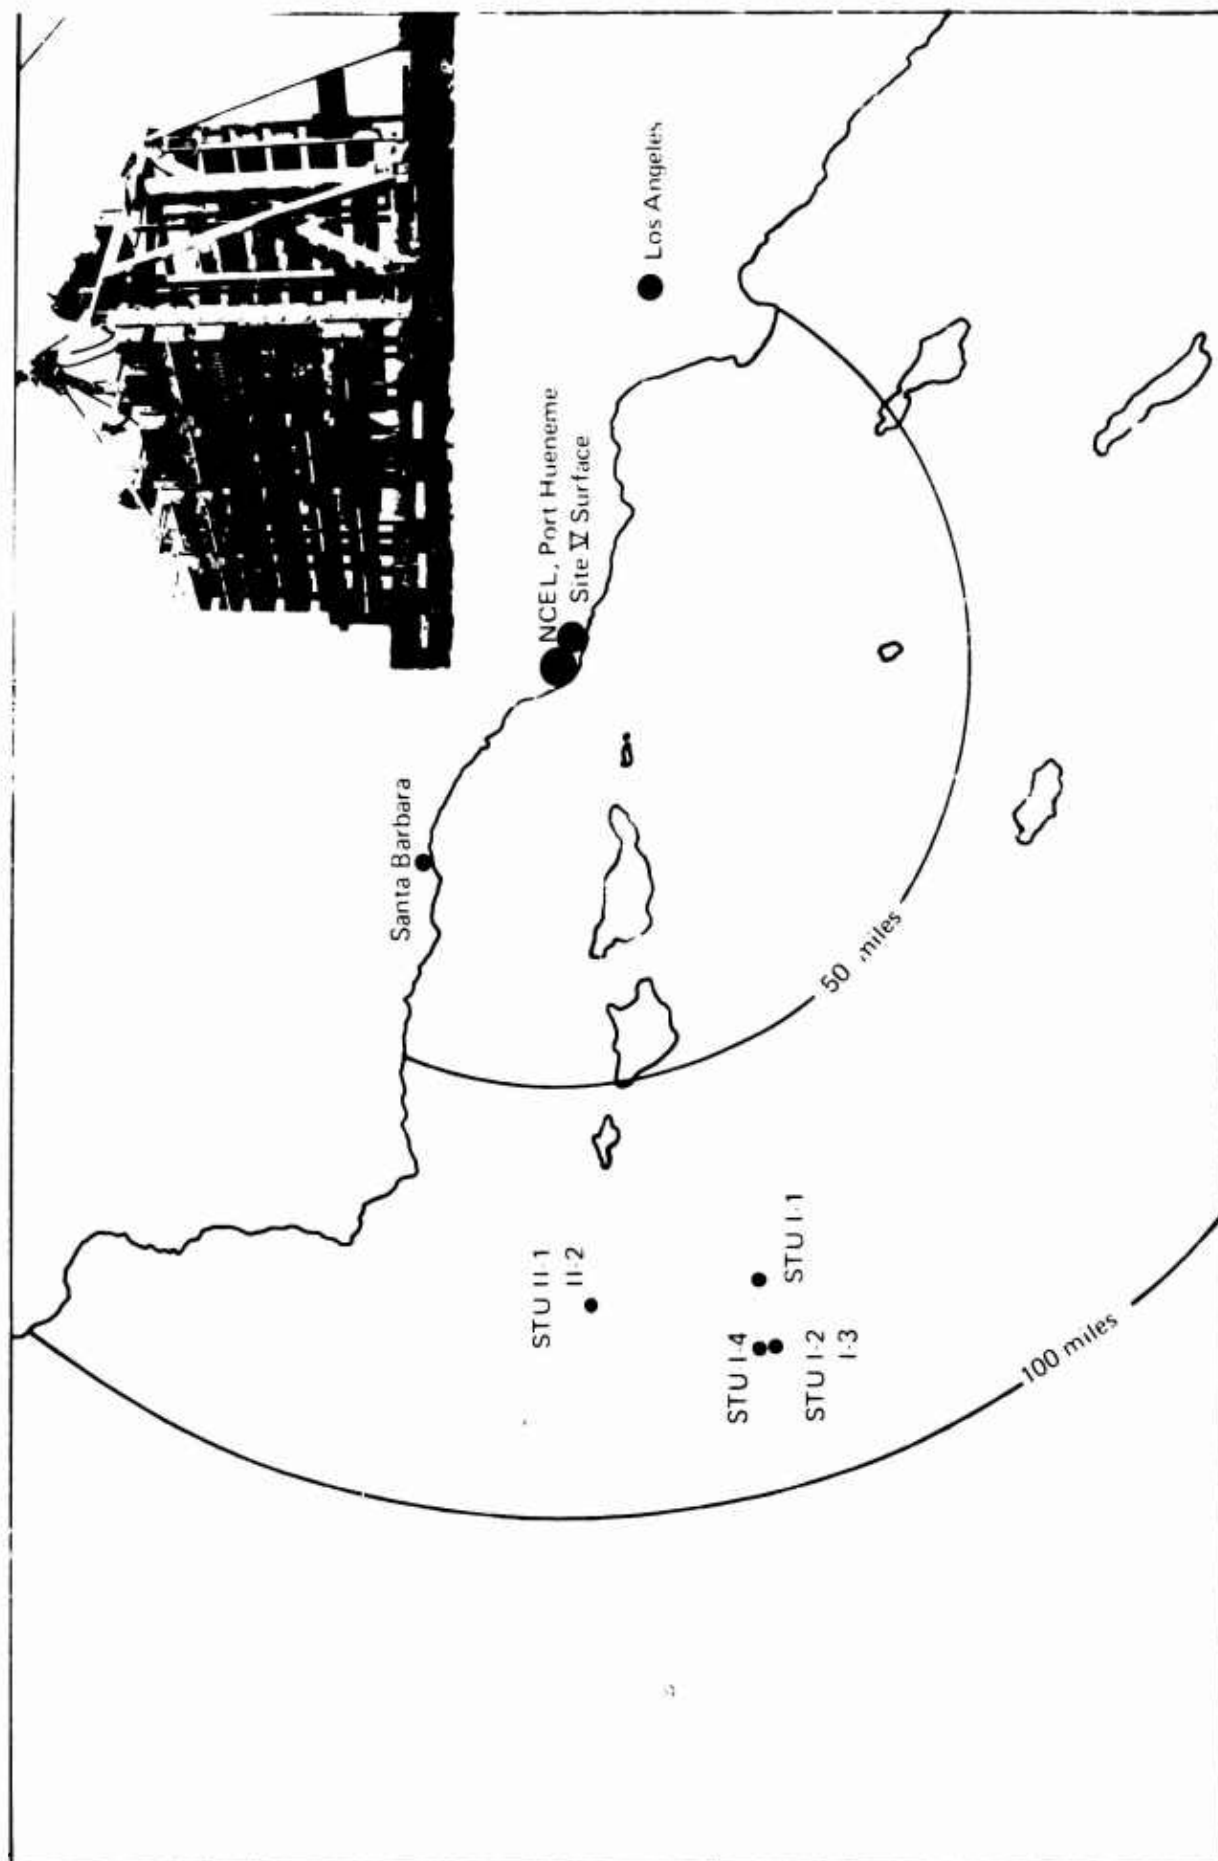 Los Angeles
NCEL, Port Hueneme
Site V Surface
Santa Barbara
50 miles
STU II-1
II-2
STU I-1
STU I-4
STU I-2
I-3
100 miles